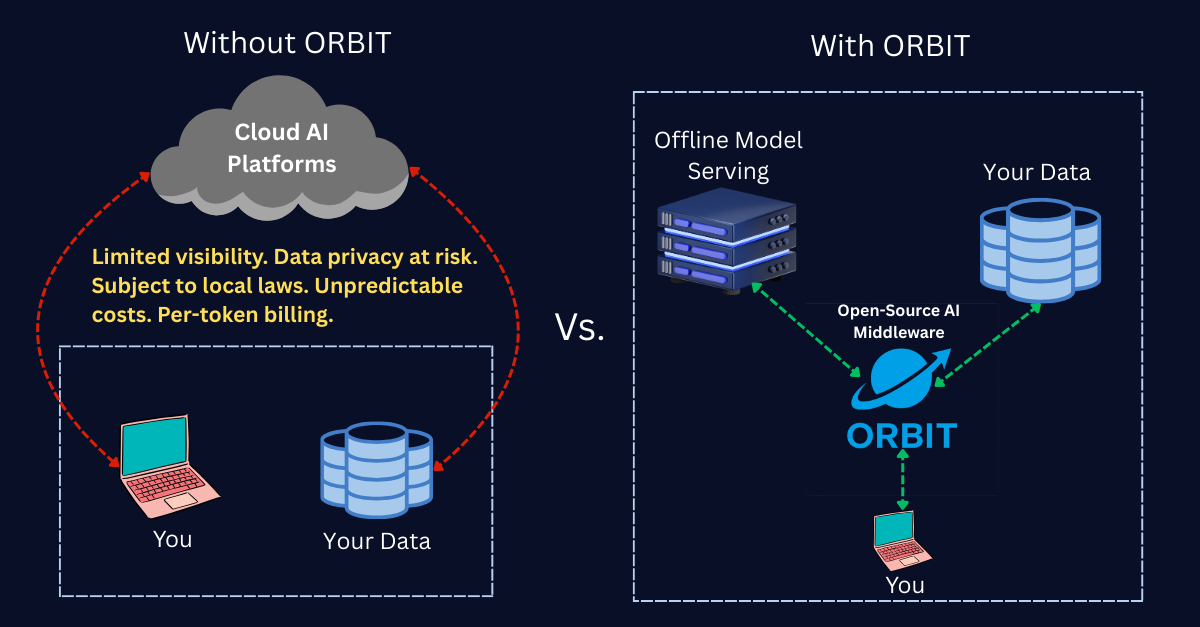 Without ORBIT
Cloud AI
Platforms
Limited visibility. Data privacy at risk.
Subject to local laws. Unpredictable
costs. Per-token billing.
You
Your Data
Vs.
With ORBIT
Offline Model
Serving
Your Data
Open-Source AI
Middleware
ORBIT
You